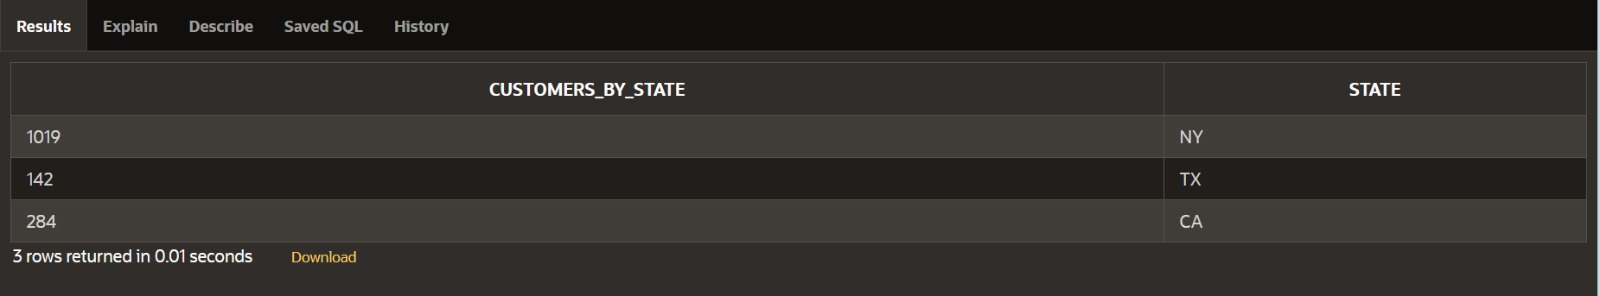 Results Explain Describe Saved SQL History
CUSTOMERS_BY_STATE STATE
1019 NY
142 TX
284 CA
3 rows returned in 0.01 seconds Download